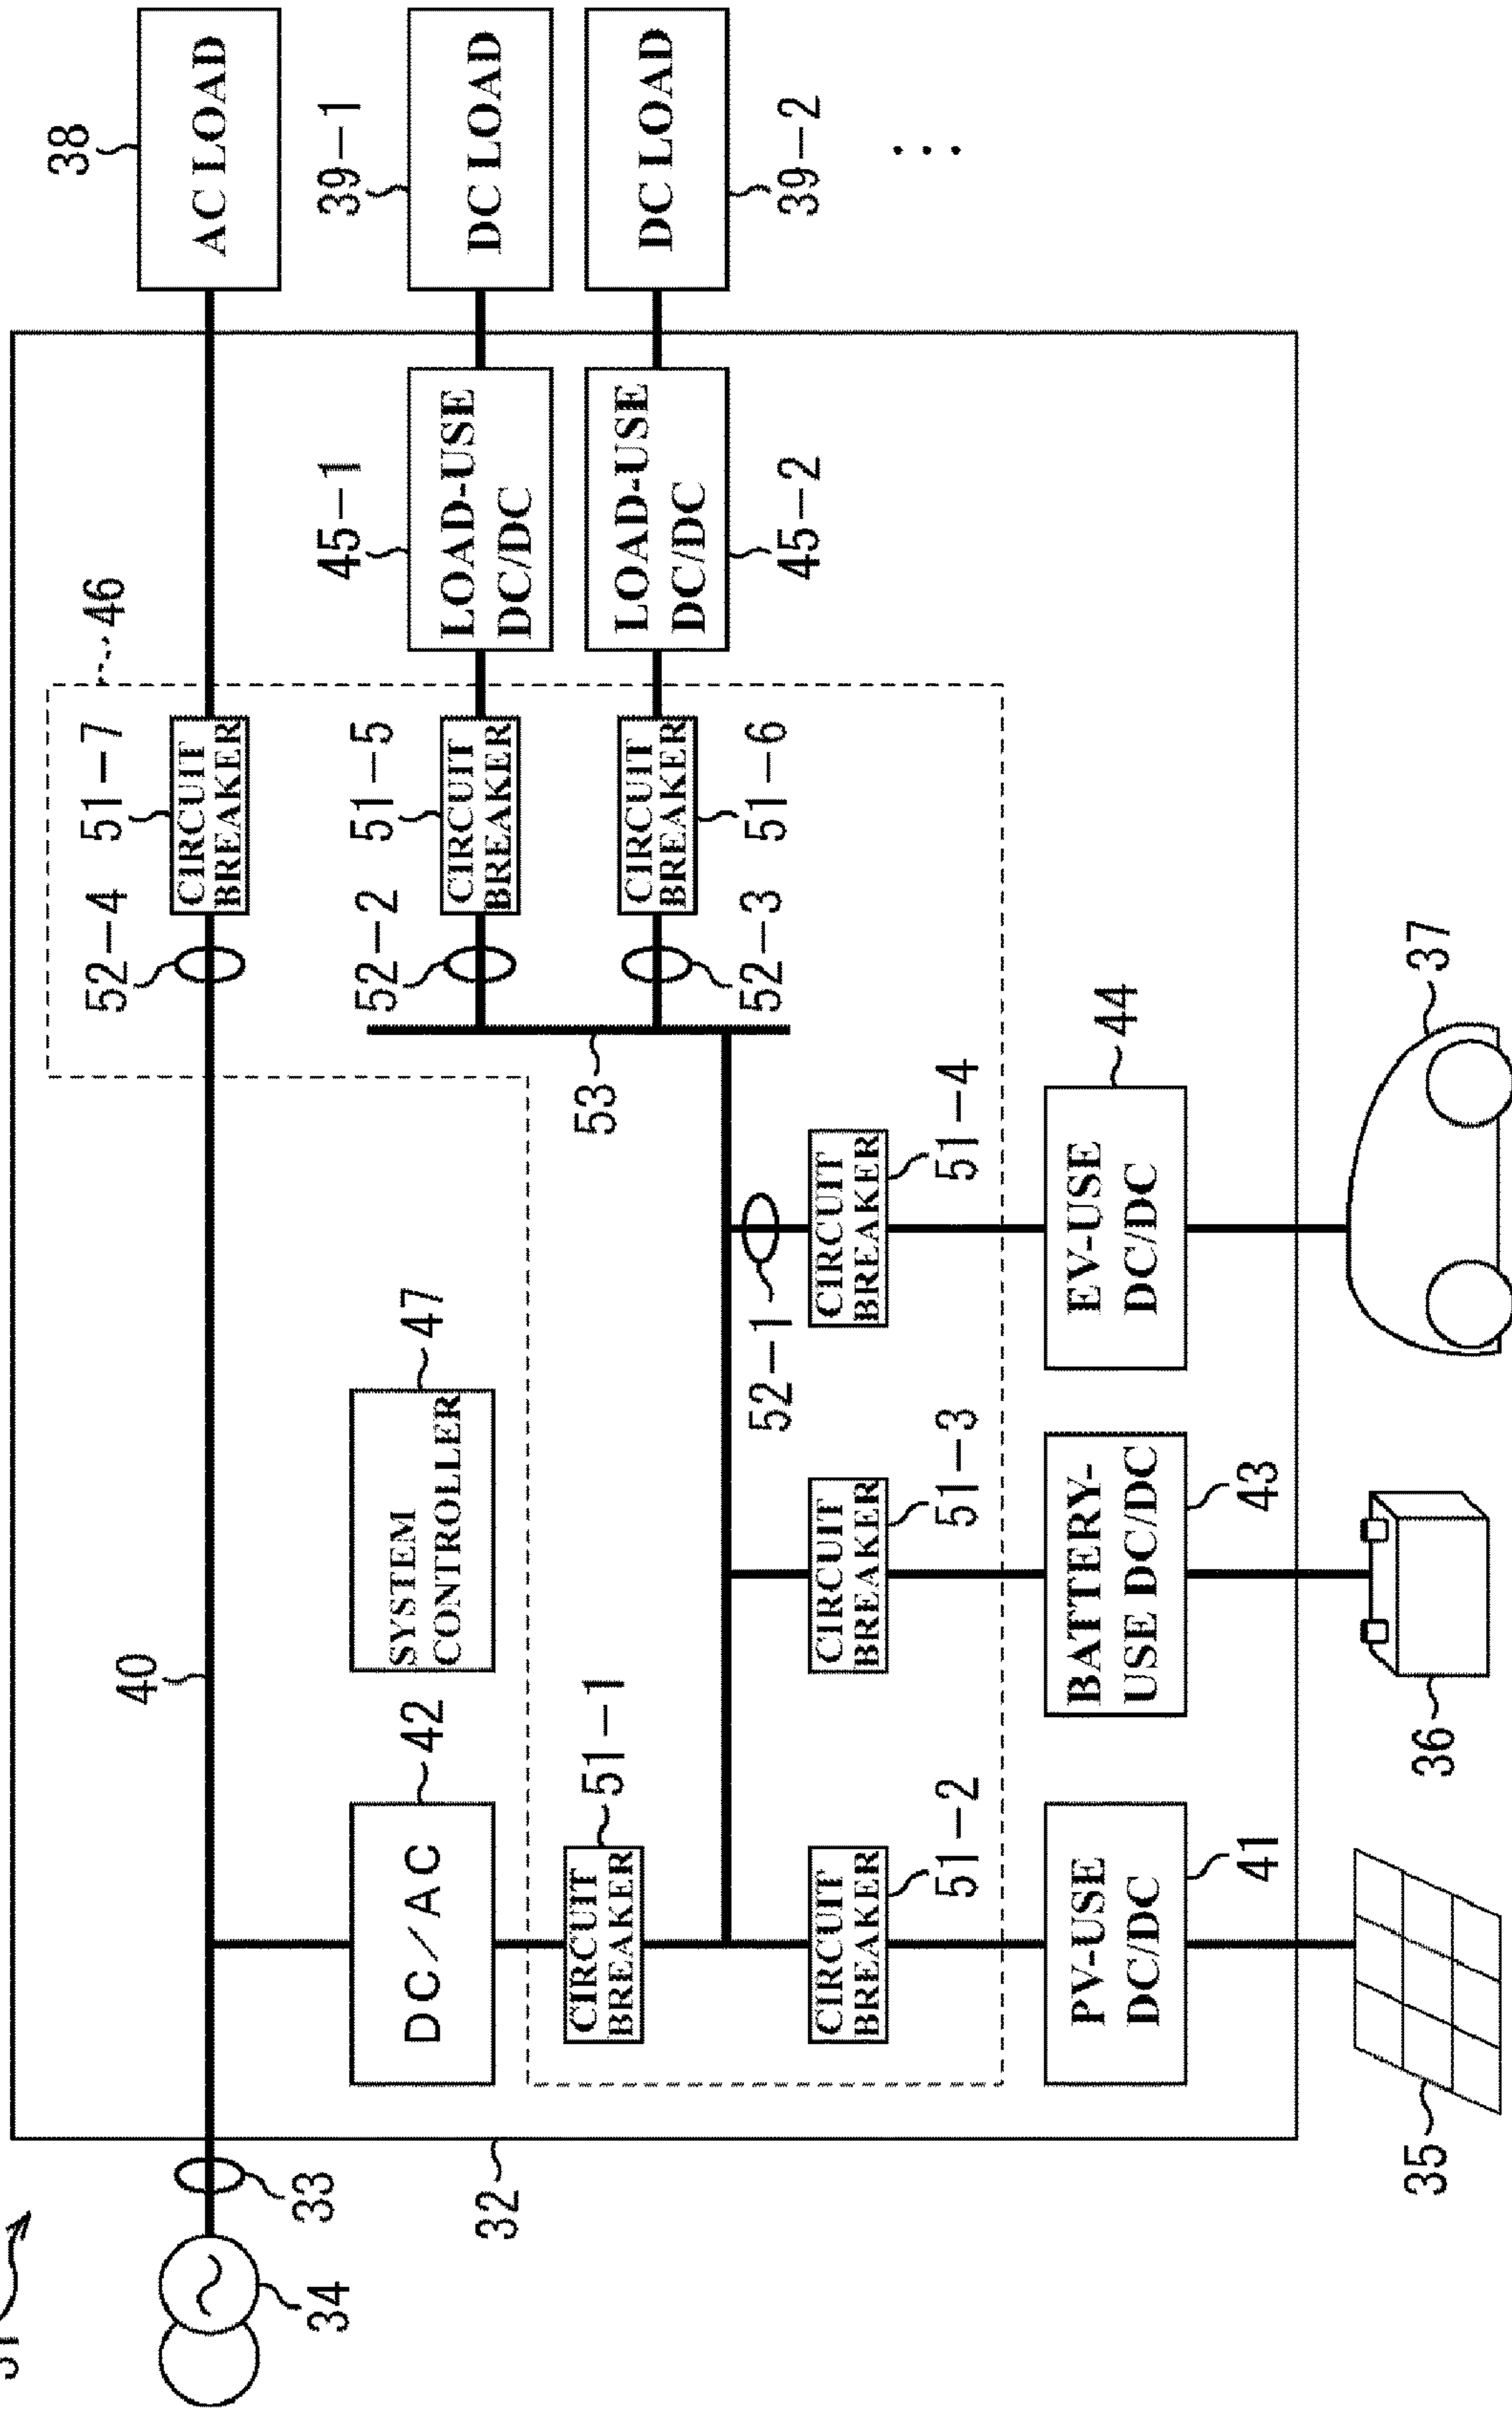 38
46
51-7
52-4
40
CIRCUIT
BREAKER
AC LOAD
34
33
45-1
39-1
52-2
51-5
42
47
DC/AC
SYSTEM
CONTROLLER
CIRCUIT
BREAKER
LOAD-USE
DC/DC
DC LOAD
32
51-1
53
CIRCUIT
BREAKER
CIRCUIT
BREAKER
LOAD-USE
DC/DC
DC LOAD
52-1
52-3
51-6
45-2
39-2
CIRCUIT
BREAKER
CIRCUIT
BREAKER
CIRCUIT
BREAKER
51-2
51-3
51-4
PV-USE
DC/DC
BATTERY-
USE DC/DC
EV-USE
DC/DC
44
41
43
35
36
37